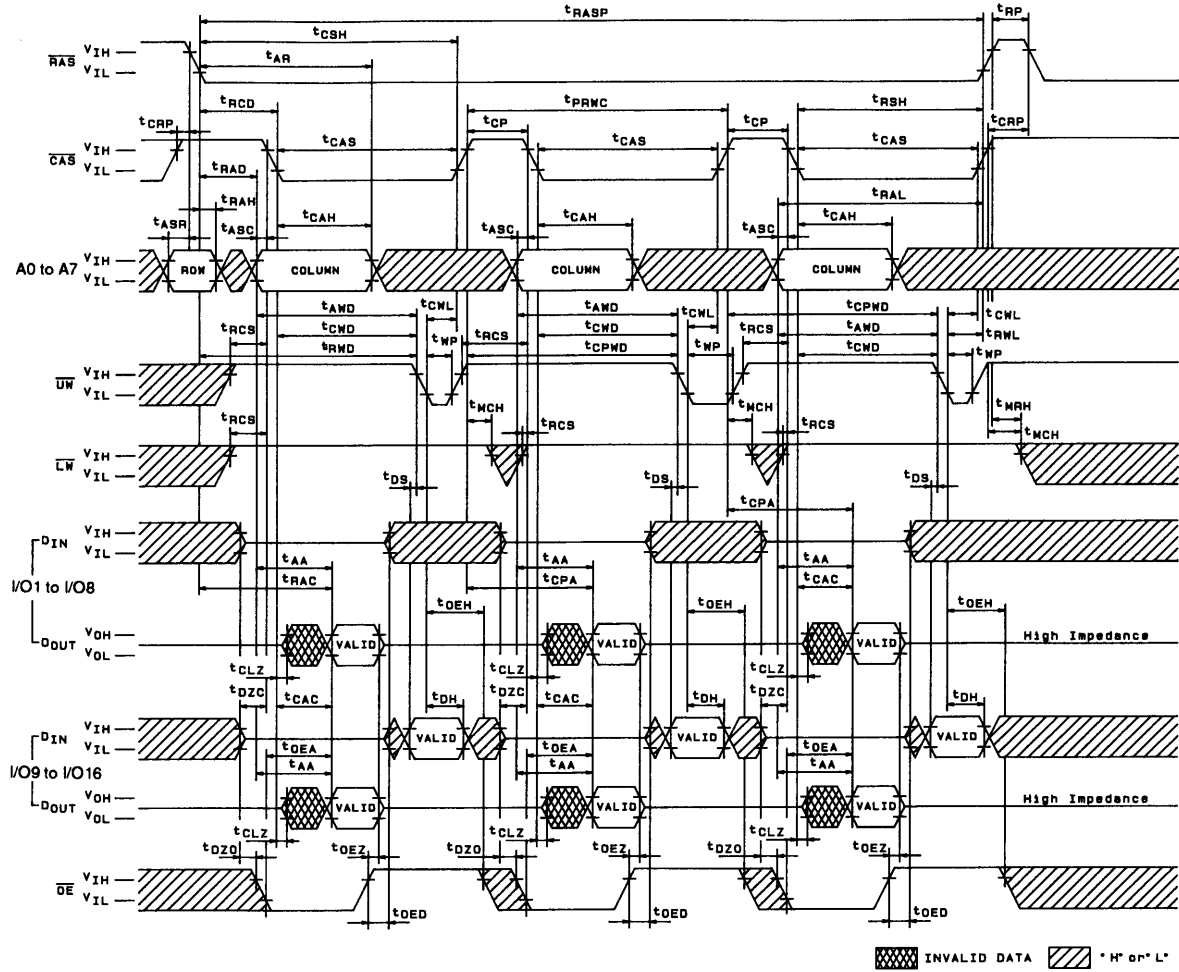 tRASP tRP
tCSH
RAS VIH
VIL
tAR
tRCD tPRWC tRSH
tCRP tCP tCP tCRP
CAS VIH
VIL
tCAS tCAS tCAS
tRAD tRAL
tRAH
tASR tASC tCAH tASC tCAH tASC tCAH
A0 to A7 VIH
VIL
ROW COLUMN COLUMN COLUMN
tAWD tCWL tAWD tCWL tCPWD tCWL
tRCS tCWD tRCS tCWD tRCS tAWD tRWL
tRWD tWP tCPWD tWP tCWD tWP
UW VIH
VIL
tRCS tMCH tRCS tMCH tRCS tMRH
tMCH
LW VIH
VIL
tDS tDS tDS
tCPA
DIN VIH
VIL
I/O1 to I/O8
tAA tAA tAA
tRAC tCPA tCAC
tOEH tOEH tOEH
DOUT VOH
VOL
VALID VALID VALID High Impedance
tCLZ tCLZ tCLZ
tDZC tCAC tDH tDZC tCAC tDH tDZC tDH
DIN VIH
VIL
VALID VALID VALID
I/O9 to I/O16
tOEA tOEA tOEA
tAA tAA tAA
DOUT VOH
VOL
VALID VALID VALID High Impedance
tCLZ tCLZ tCLZ
tDZO tOEZ tDZO tOEZ tDZO tOEZ
OE VIH
VIL
tOED tOED tOED
INVALID DATA "H" or "L"